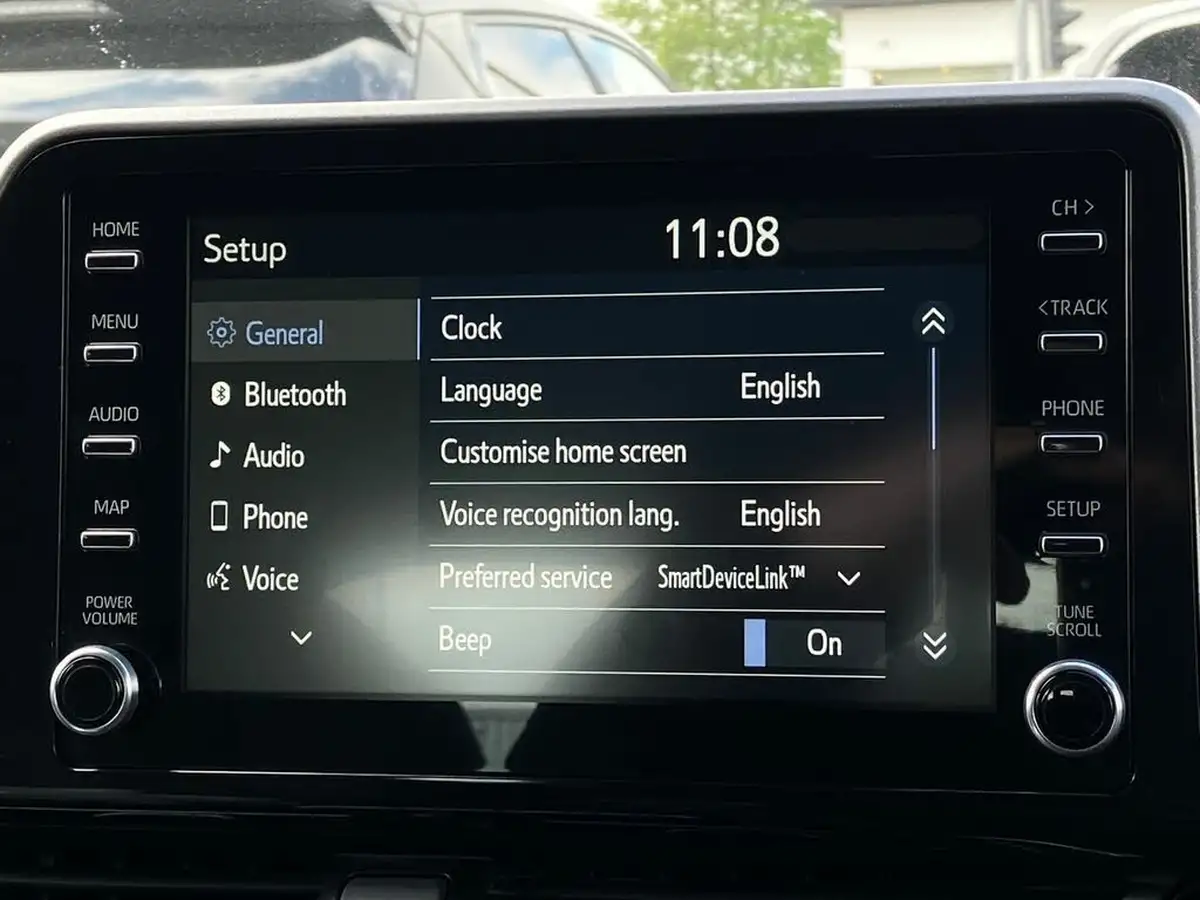 HOME
MENU
AUDIO
MAP
POWER
VOLUME
Setup
11:08
General
Bluetooth
Audio
Phone
Voice
Clock
Language English
Customise home screen
Voice recognition lang. English
Preferred service SmartDeviceLink™
Beep On
CH >
<TRACK
PHONE
SETUP
TUNE
SCROLL